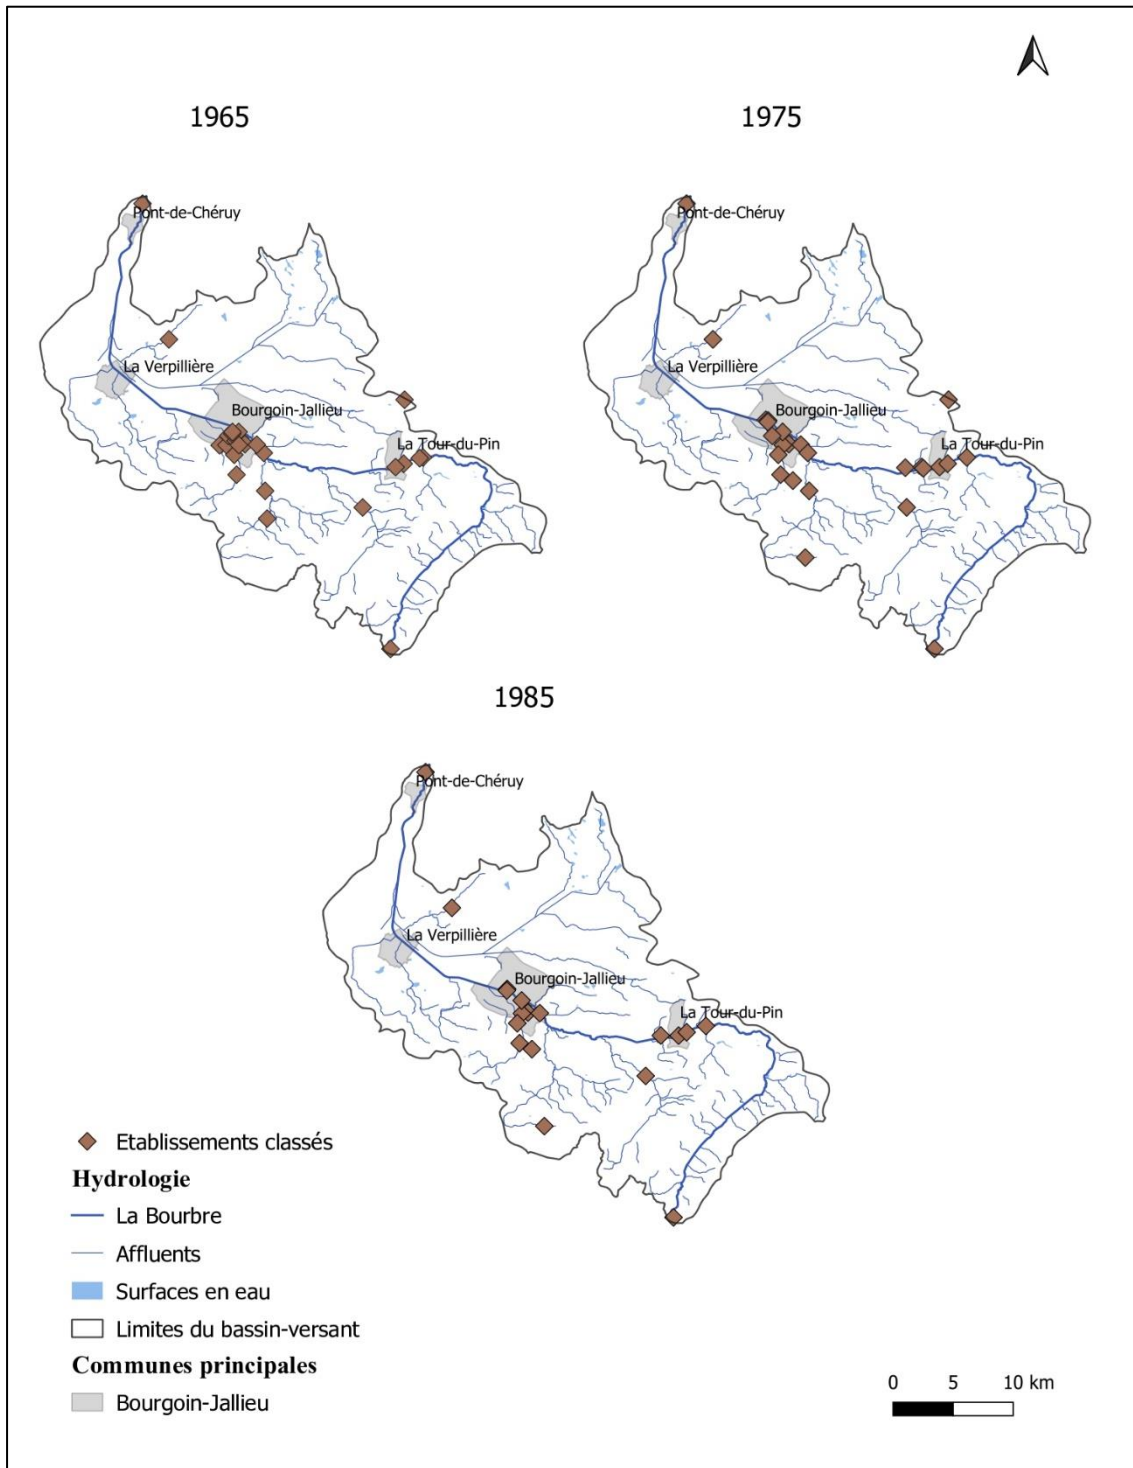 1965
1975
Pont-de-Chéruy
Pont-de-Chéruy
La Verpillière
La Verpillière
Bourgoin-Jallieu
Bourgoin-Jallieu
La Tour-du-Pin
La Tour-du-Pin
1985
Pont-de-Chéruy
La Verpillière
Bourgoin-Jallieu
La Tour-du-Pin
Etablissements classés
Hydrologie
La Bourbre
Affluents
Surfaces en eau
Limites du bassin-versant
Communes principales
Bourgoin-Jallieu
0 5 10 km